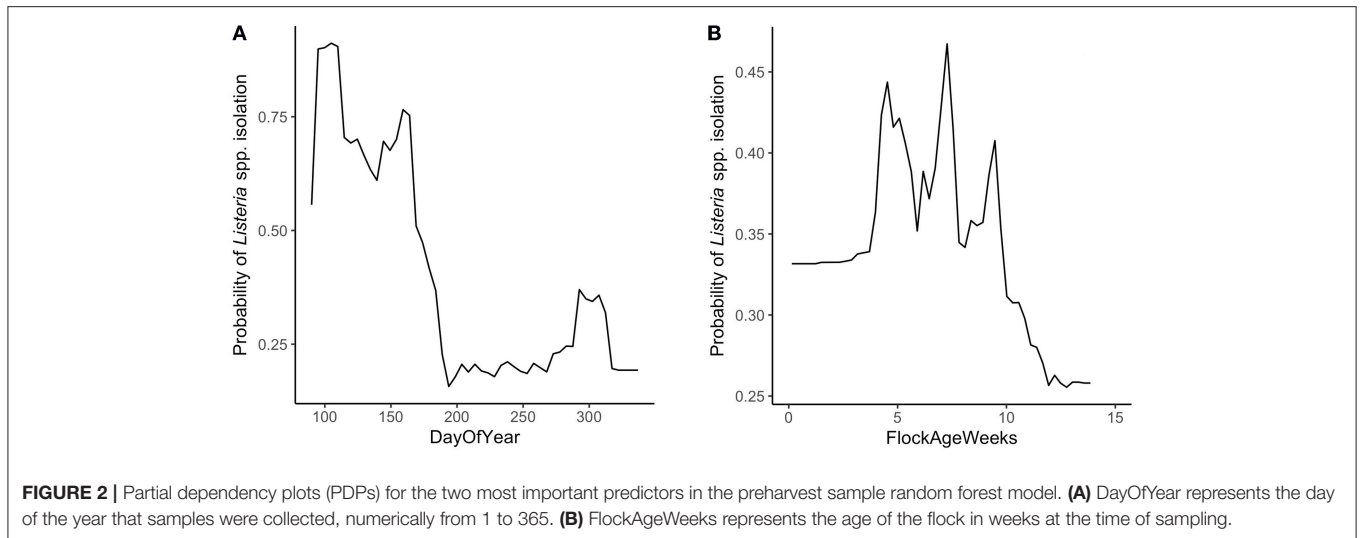 A
Probability of Listeria spp. isolation
0.75
0.50
0.25
100 150 200 250 300
DayOfYear
B
Probability of Listeria spp. isolation
0.45
0.40
0.35
0.30
0.25
0 5 10 15
FlockAgeWeeks
FIGURE 2 | Partial dependency plots (PDPs) for the two most important predictors in the preharvest sample random forest model. (A) DayOfYear represents the day
of the year that samples were collected, numerically from 1 to 365. (B) FlockAgeWeeks represents the age of the flock in weeks at the time of sampling.